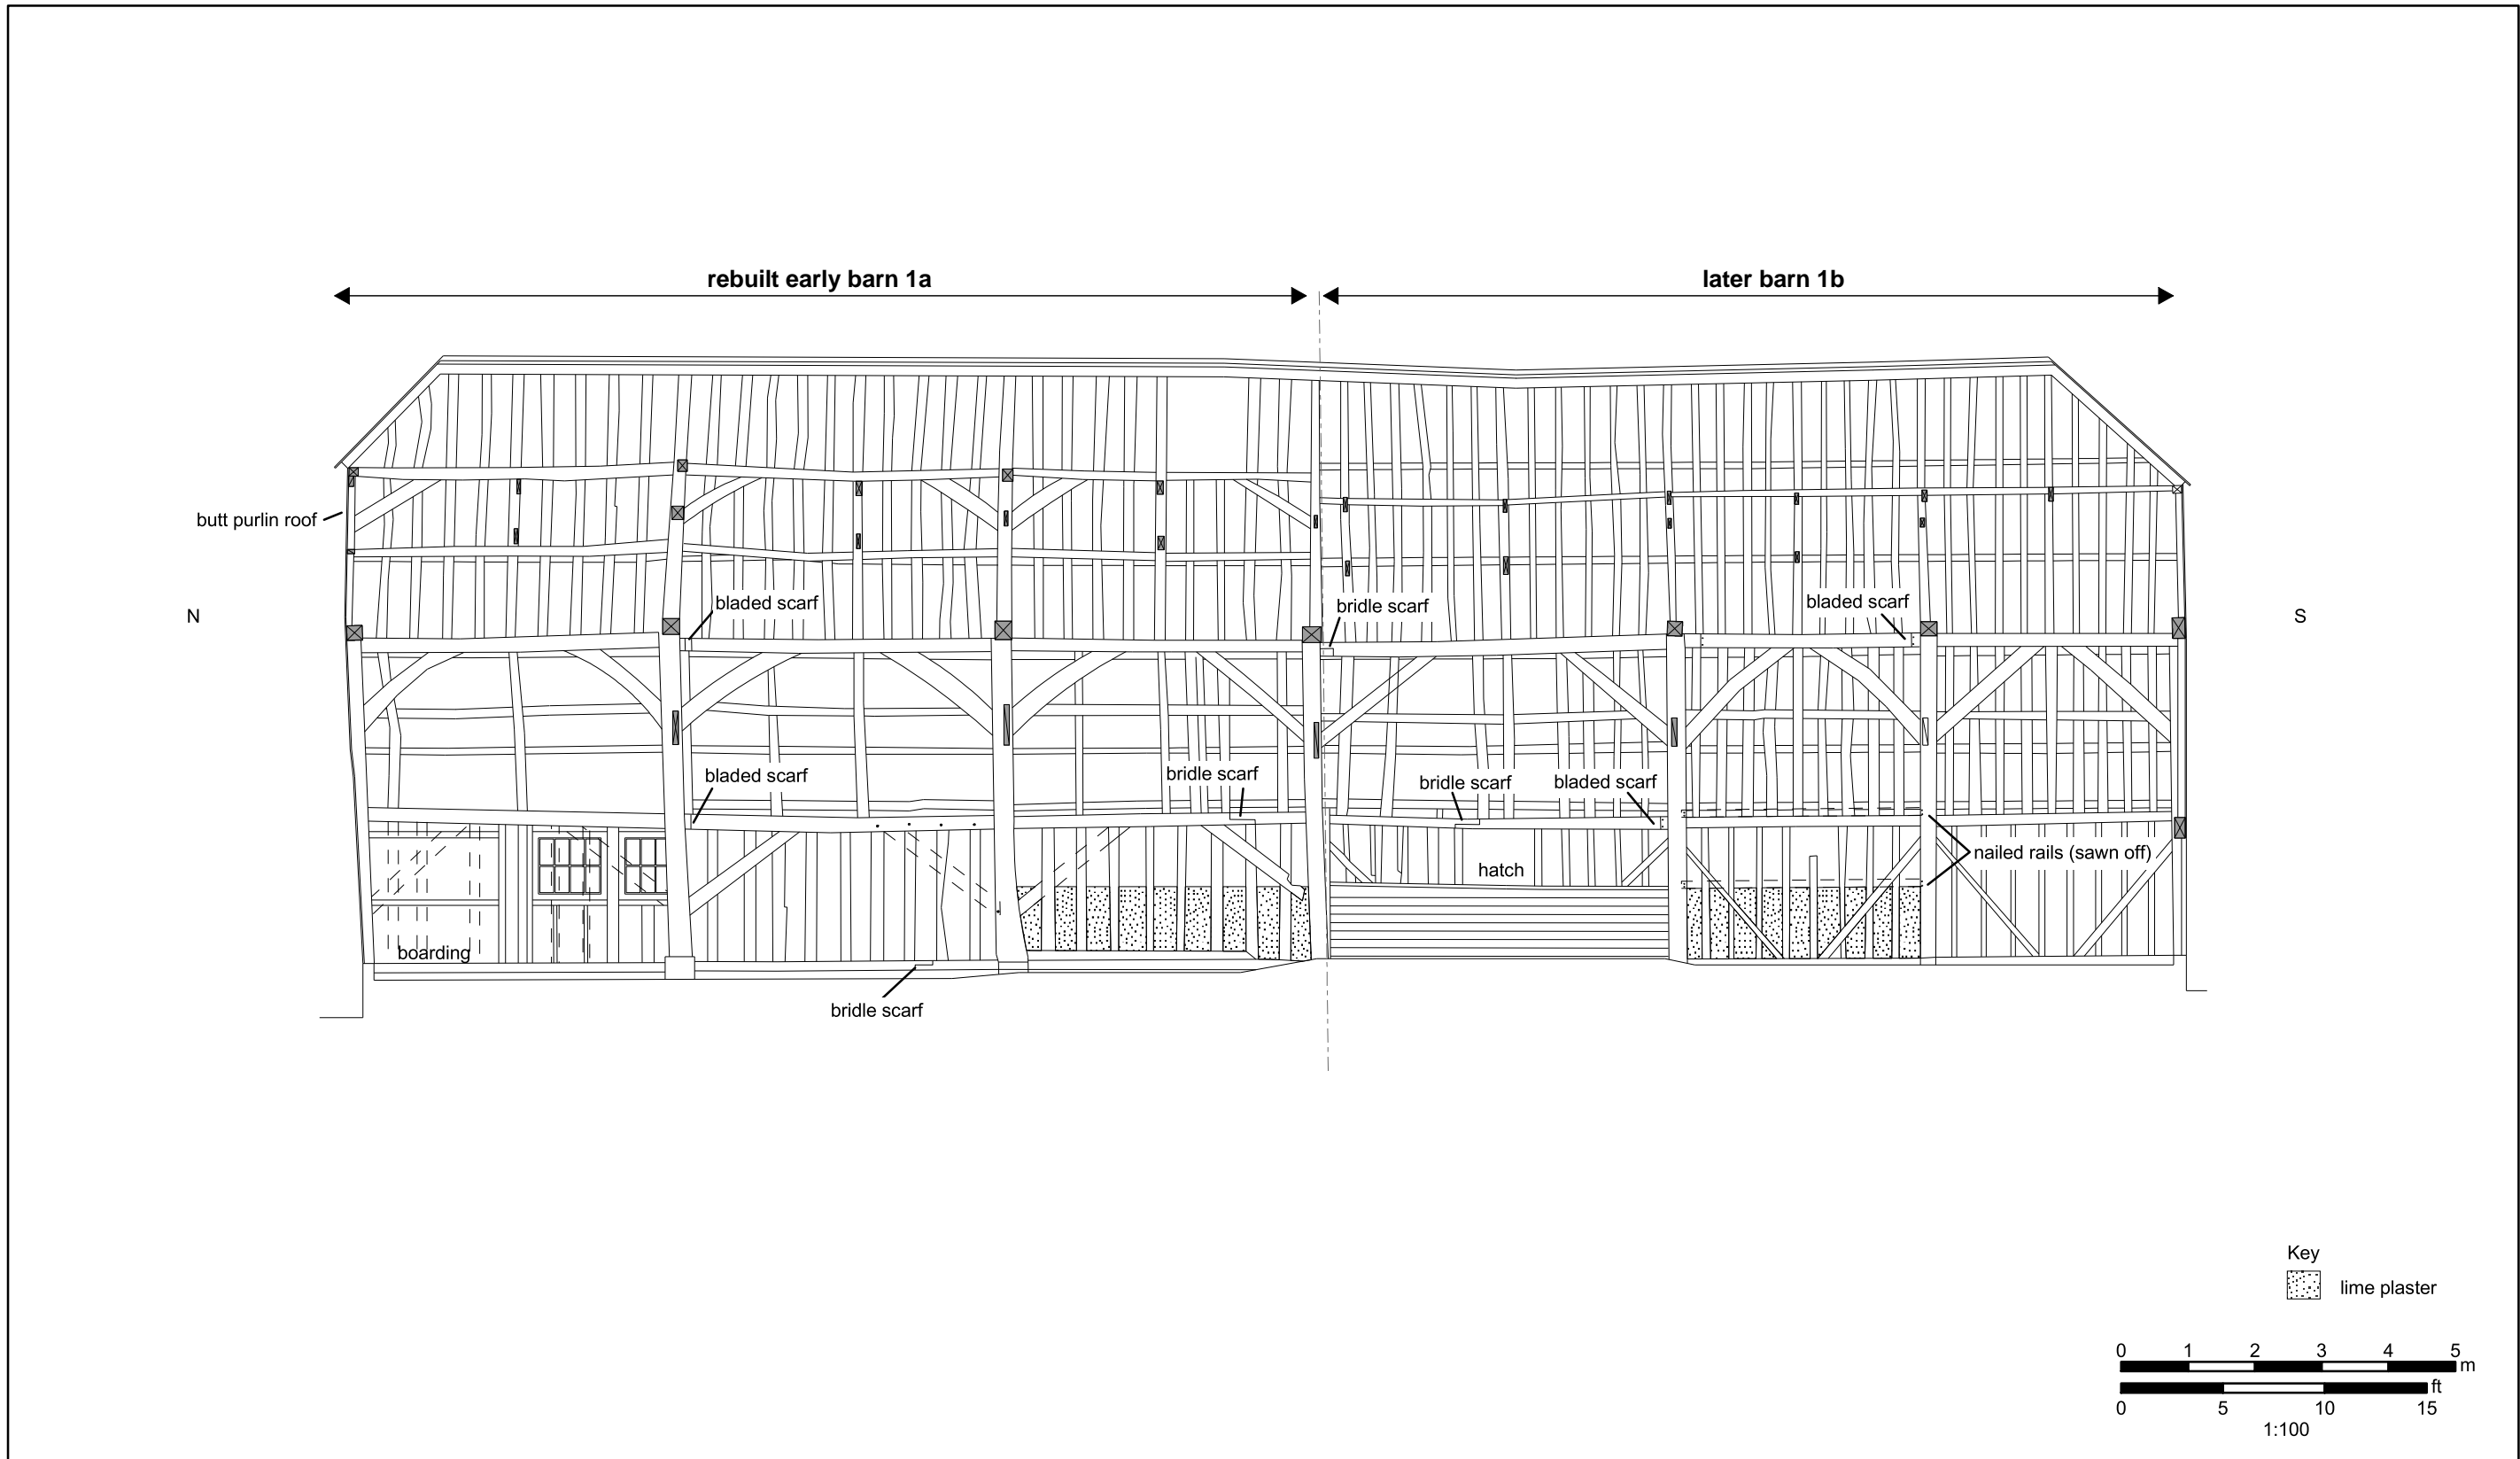 rebuilt early barn 1a
later barn 1b
butt purlin roof
N
bladed scarf
bridle scarf
bladed scarf
S
bladed scarf
bridle scarf
bridle scarf
bladed scarf
nailed rails (sawn off)
hatch
boarding
bridle scarf
Key
lime plaster
0 1 2 3 4 5
m
ft
0 5 10 15
1:100